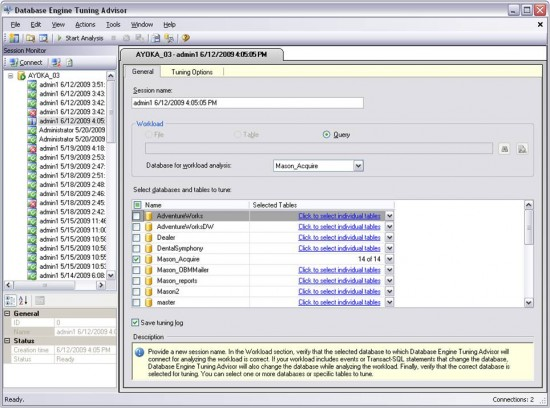 Database Engine Tuning Advisor
File Edit View Actions Tools Window Help
Start Analysis
Session Monitor
Connect
AYOKA_03
admin1 6/12/2009 3:51:
admin1 6/12/2009 3:43:
admin1 6/12/2009 3:42:
admin1 6/12/2009 3:42:
admin1 6/12/2009 4:05:
Administrator 5/20/2009
Administrator 5/20/2009
admin1 5/19/2009 4:18:
admin1 5/19/2009 2:53:
admin1 5/19/2009 2:47:
admin1 5/18/2009 2:51:
admin1 5/18/2009 2:48:
admin1 5/18/2009 2:46:
admin1 5/18/2009 2:45:
admin1 5/18/2009 2:42:
admin1 5/15/2009 11:4
admin1 5/15/2009 11:0
admin1 5/15/2009 10:5
admin1 5/15/2009 10:5
admin1 5/15/2009 10:5
admin1 5/14/2009 6:08:
General
ID 0
Name admin1 6/12/2009 4
Status
Creation time 6/12/2009 4:05 PM
Status Ready
AYOKA_03 - admin1 6/12/2009 4:05:05 PM
General Tuning Options
Session name:
admin1 6/12/2009 4:05:05 PM
Workload
File Table Query
Database for workload analysis: Mason_Acquire
Select databases and tables to tune:
Name Selected Tables
AdventureWorks Click to select individual tables
AdventureWorksDW Click to select individual tables
Dealer Click to select individual tables
DentalSymphony Click to select individual tables
Mason_Acquire 14 of 14
Mason_OBMMailer Click to select individual tables
Mason_reports Click to select individual tables
Mason2 Click to select individual tables
master Click to select individual tables
Save tuning log
Description
Provide a new session name. In the Workload section, verify that the selected database to which Database Engine Tuning Advisor will
connect for analyzing the workload is correct. If your workload includes events or Transact-SQL statements that change the database,
Database Engine Tuning Advisor will also change the database while analyzing the workload. Finally, verify that the correct database is
selected for tuning. You can select one or more databases or specific tables to tune.
Ready. Connections: 2